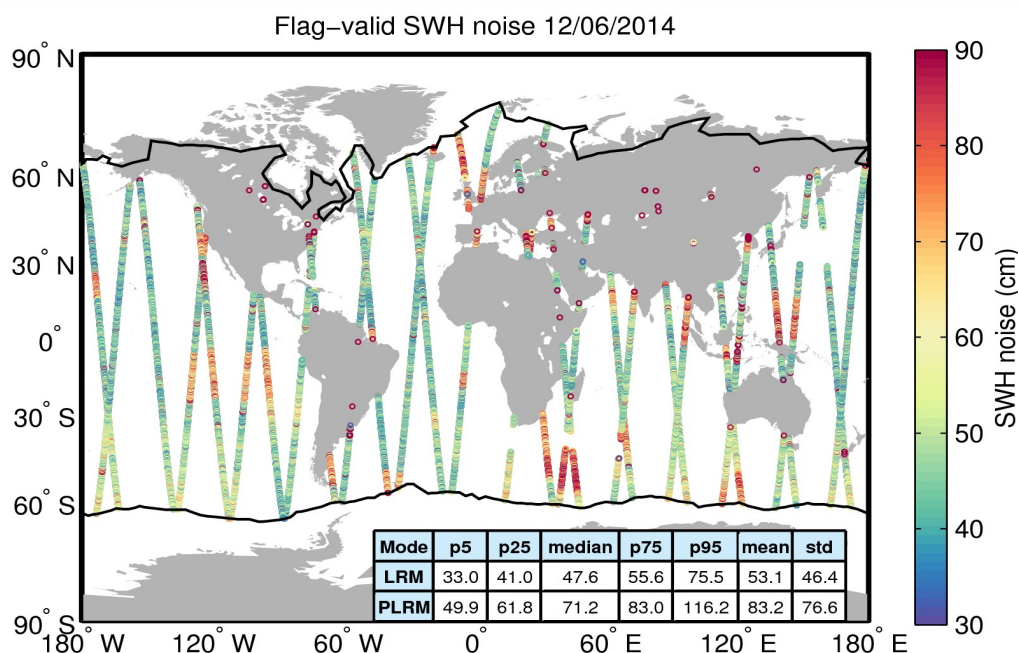 Flag−valid SWH noise 12/06/2014
90° N
60° N
30° N
0°
30° S
60° S
90° S
180° W
120° W
60° W
0°
60° E
120° E
180° E
90
80
70
60
50
40
30
SWH noise (cm)
Mode p5 p25 median p75 p95 mean std
LRM 33.0 41.0 47.6 55.6 75.5 53.1 46.4
PLRM 49.9 61.8 71.2 83.0 116.2 83.2 76.6